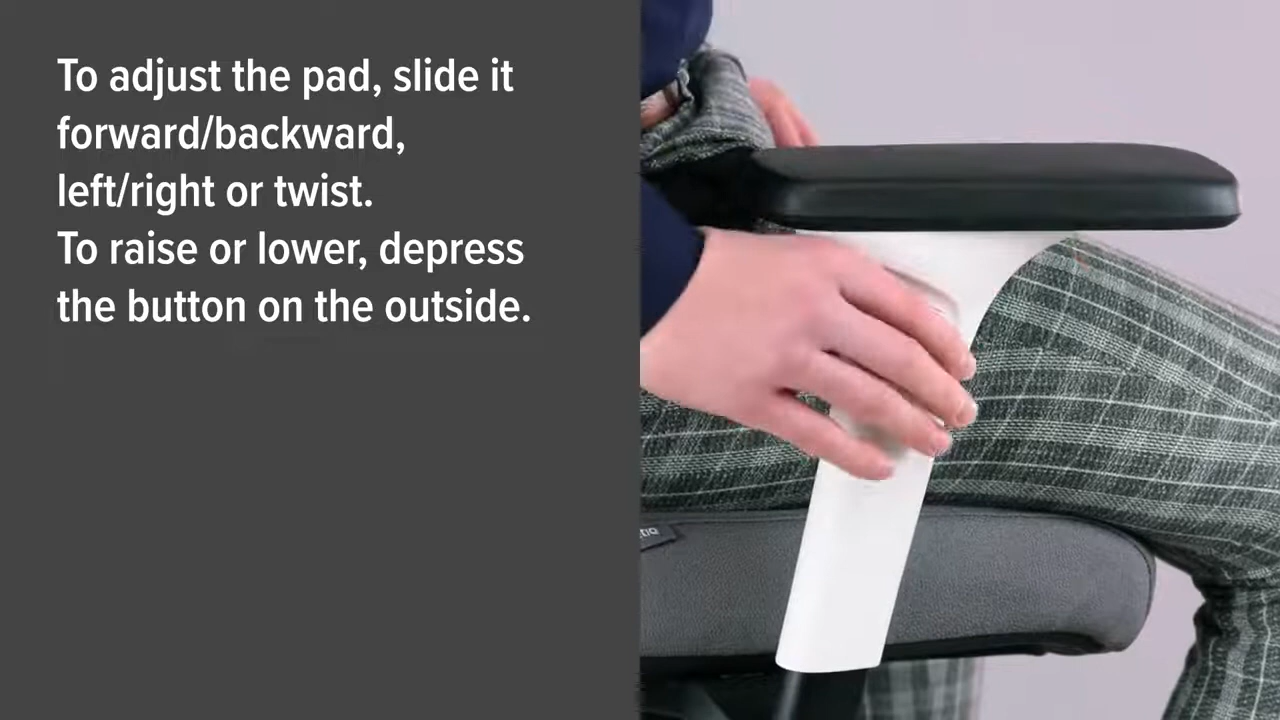 To adjust the pad, slide it
forward/backward,
left/right or twist.
To raise or lower, depress
the button on the outside.